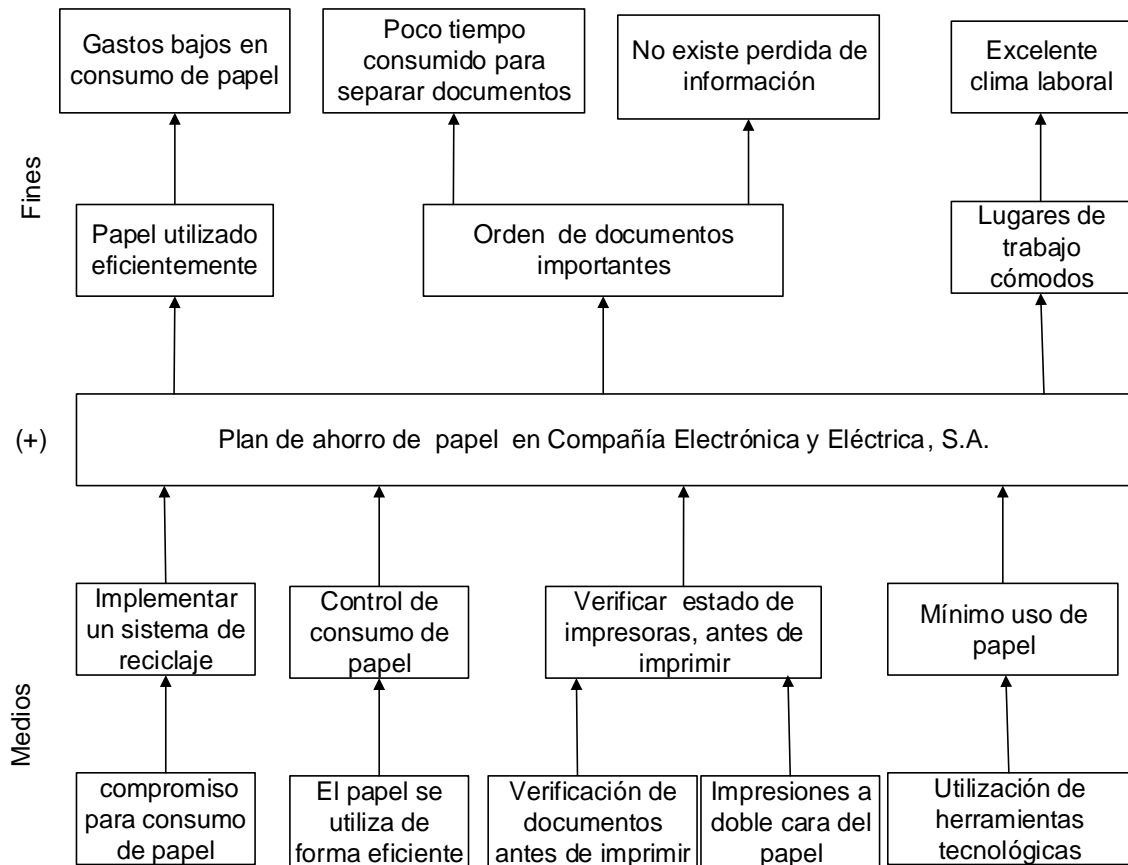 Gastos bajos en
consumo de papel
Poco tiempo
consumido para
separar documentos
No existe perdida de
información
Excelente
clima laboral
Fines
Papel utilizado
eficientemente
Orden de documentos
importantes
Lugares de
trabajo
cómodos
(+)
Plan de ahorro de papel en Compañía Electrónica y Eléctrica, S.A.
Implementar
un sistema de
reciclaje
Control de
consumo de
papel
Verificar estado de
impresoras, antes de
imprimir
Mínimo uso de
papel
Medios
compromiso
para consumo
de papel
El papel se
utiliza de
forma eficiente
Verificación de
documentos
antes de imprimir
Impresiones a
doble cara del
papel
Utilización de
herramientas
tecnológicas